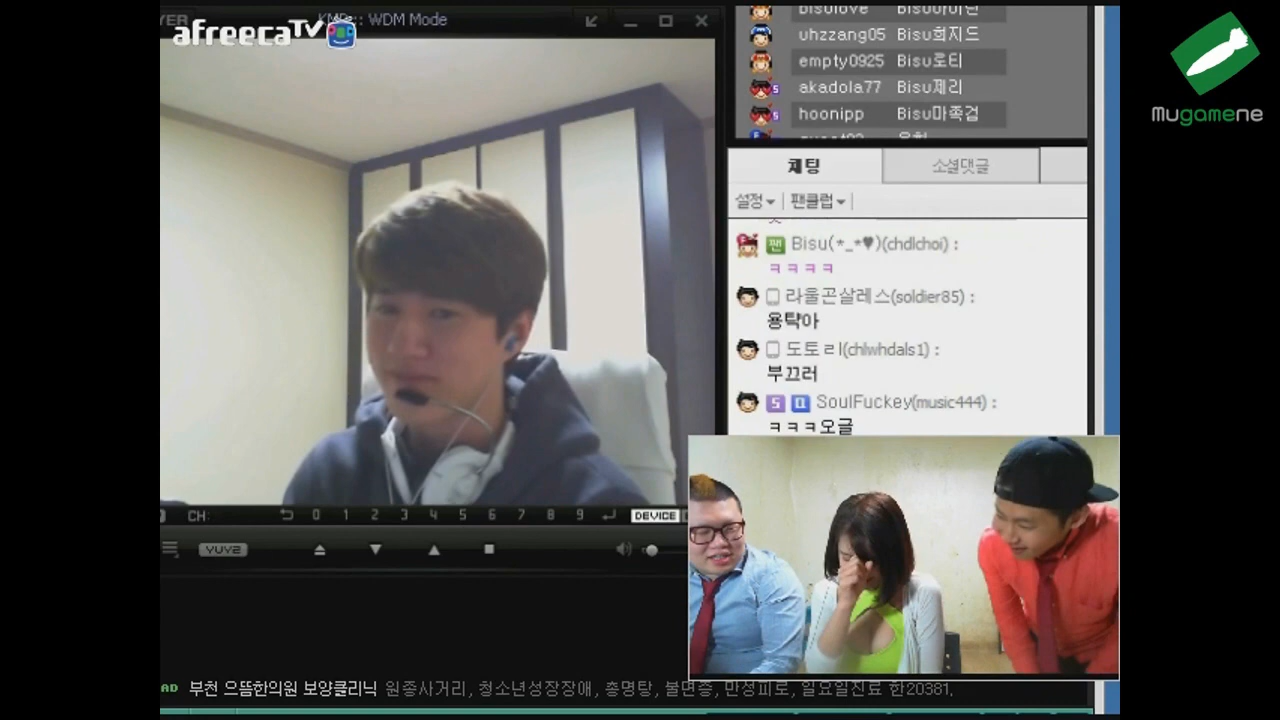 afreecaTV
WDM Mode
uhzzang05 Bisu희지드
empty0925 Bisu로티
akadola77 Bisu제리
hoonipp Bisu마족검
Mugamene
채팅
소셜댓글
설정
팬클럽
Bisu(*_*♥)(chdlchoi) :
ㅋㅋㅋㅋ
라울곤살레스(soldier85) :
용탁아
도토ㄹl(chlwhdals1) :
부끄러
SoulFuckey(music444) :
ㅋㅋㅋ오글
CH: 0 1 2 3 4 5 6 7 8 9 DEVICE
YUV2
AD 부천 으뜸한의원 보양클리닉 원종사거리, 청소년성장장애, 총명탕, 불면증, 만성피로, 일요일진료 한20381,